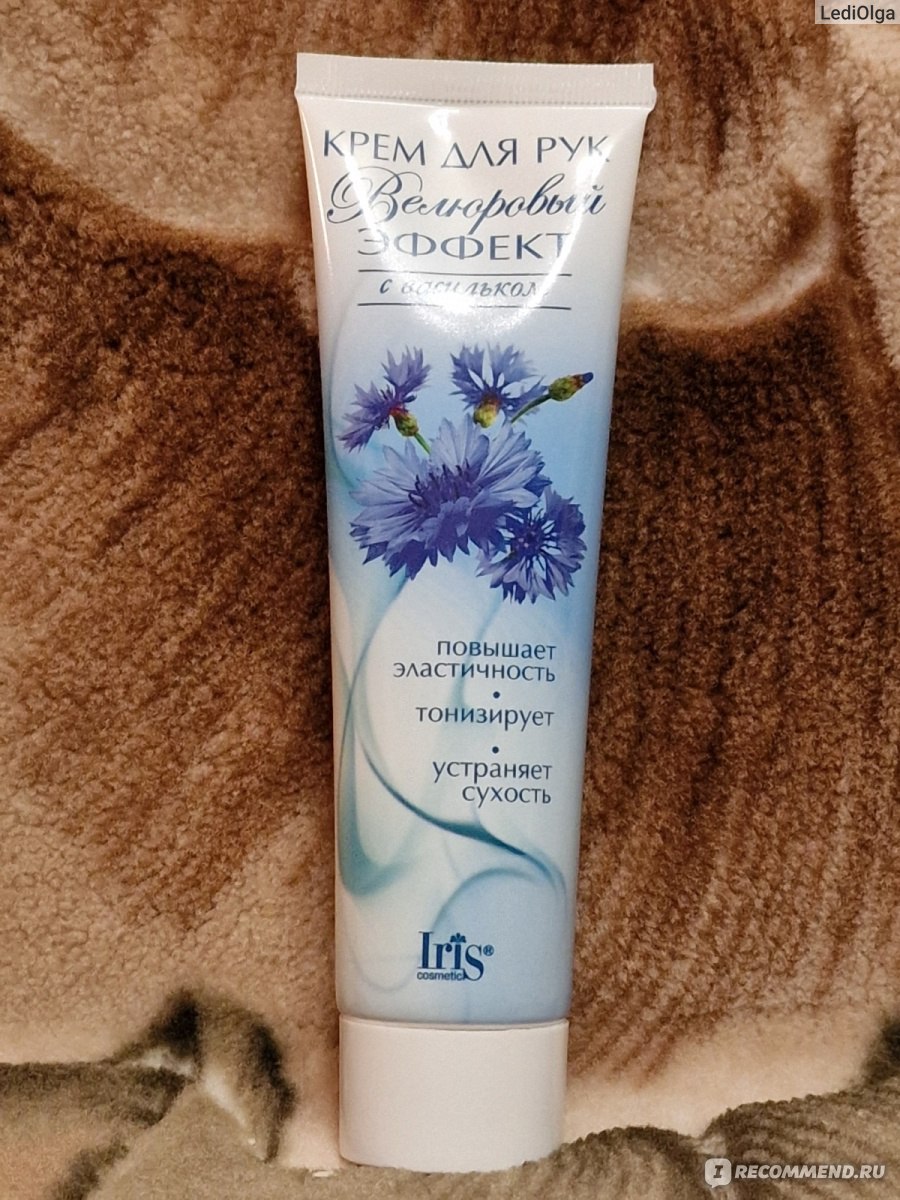 LediOlga
КРЕМ ДЛЯ РУК
Велюровый
ЭФФЕКТ
с васильком
повышает
эластичность
•
тонизирует
•
устраняет
сухость
Iris®
cosmetic
I RECOMMEND.RU